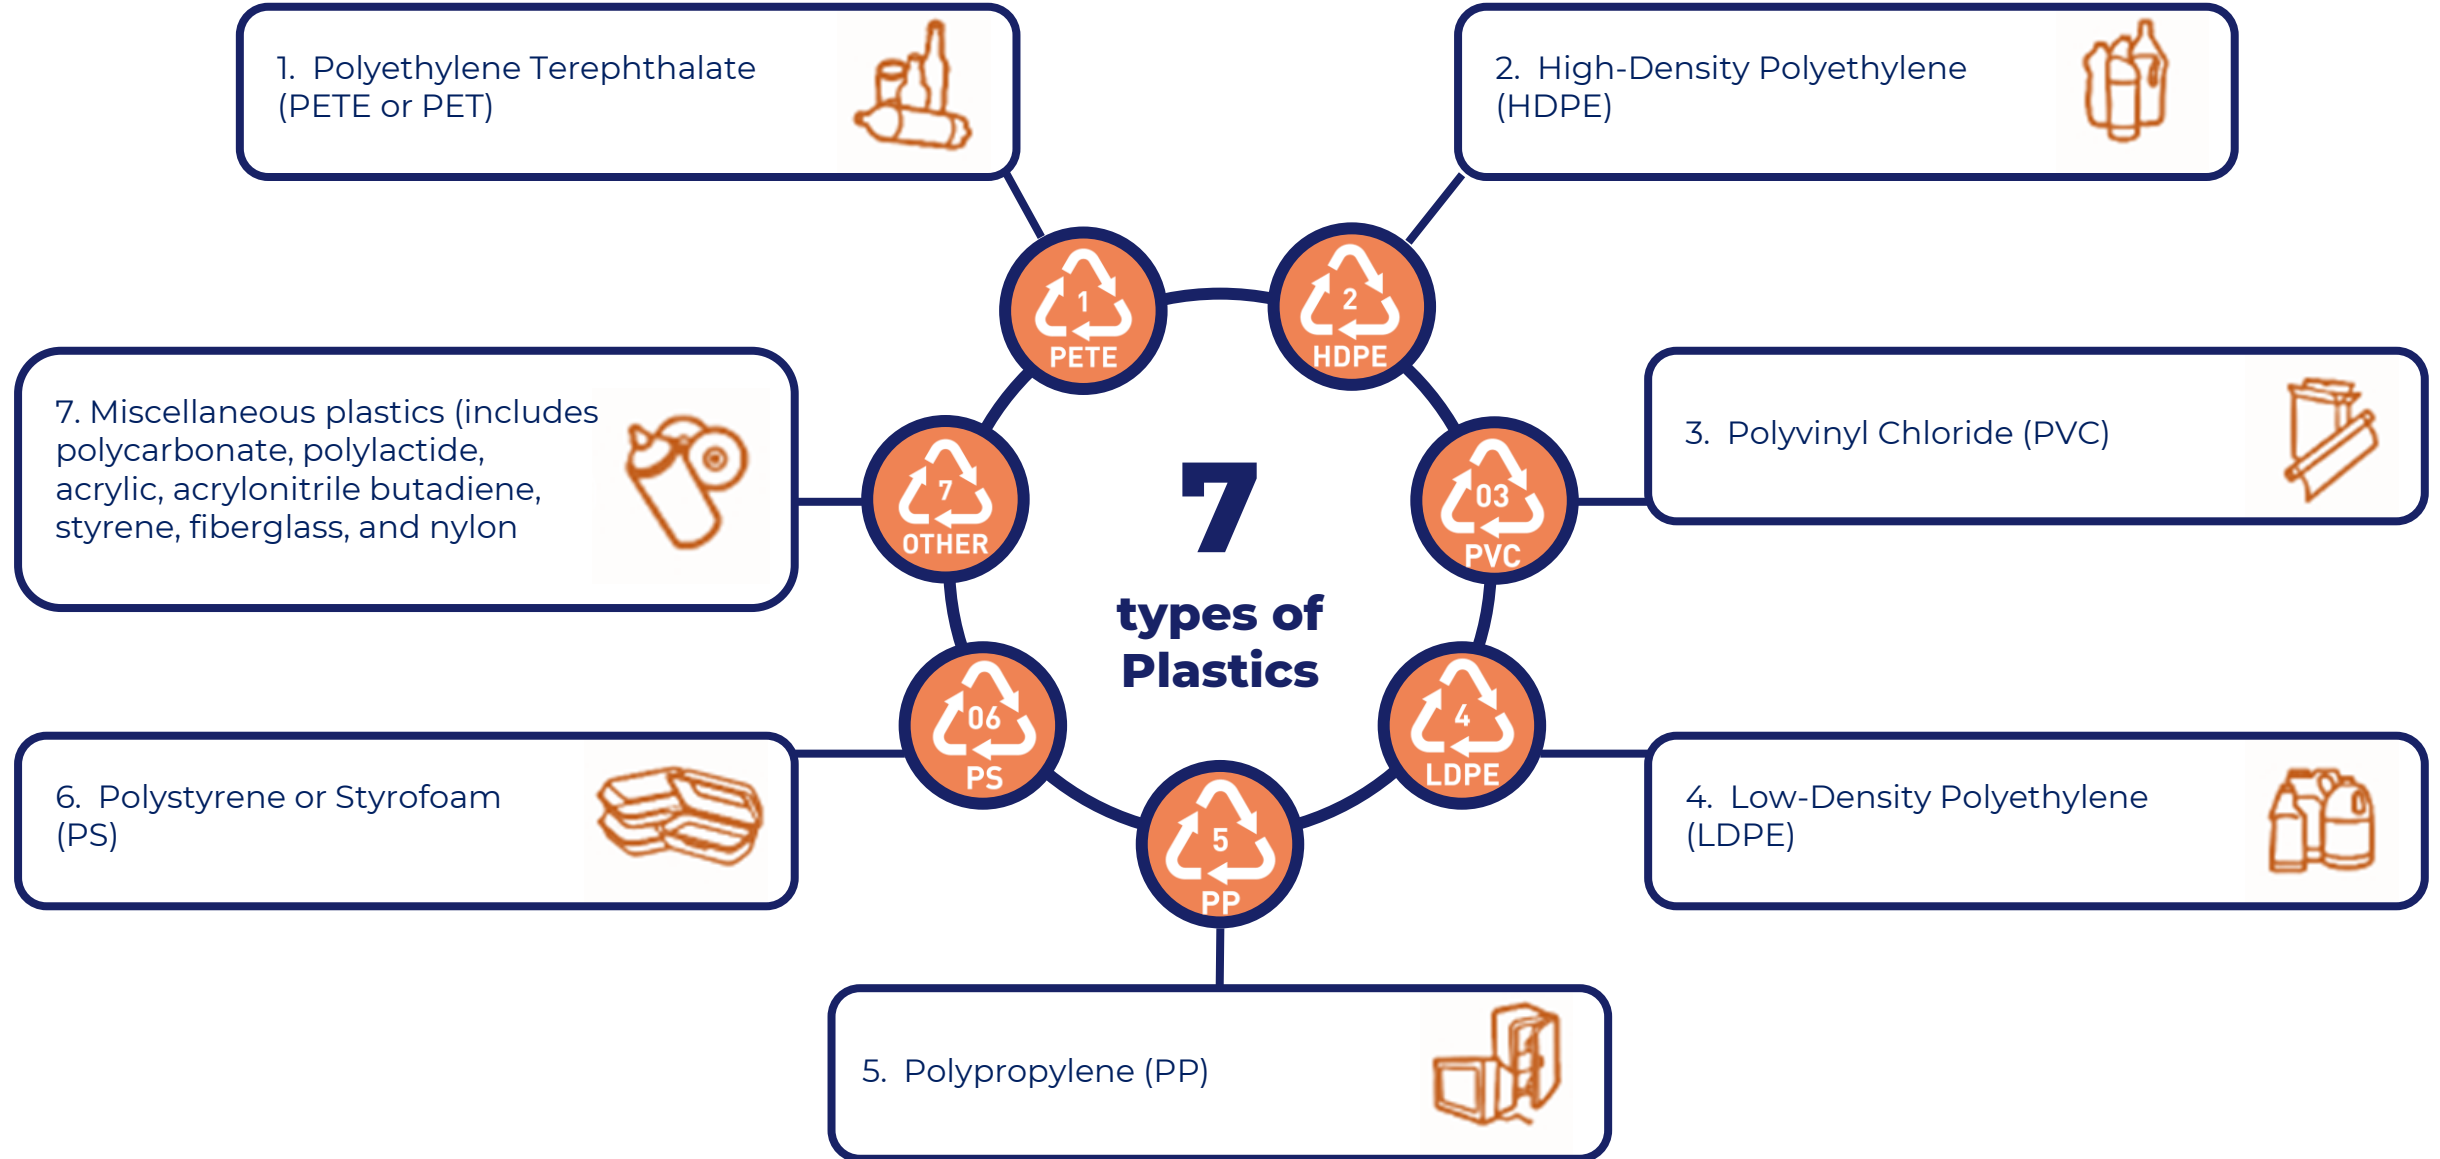 1. Polyethylene Terephthalate
(PETE or PET)
2. High-Density Polyethylene
(HDPE)
1
PETE
2
HDPE
7. Miscellaneous plastics (includes
polycarbonate, polylactide,
acrylic, acrylonitrile butadiene,
styrene, fiberglass, and nylon
7
OTHER
7
types of
Plastics
03
PVC
3. Polyvinyl Chloride (PVC)
6. Polystyrene or Styrofoam
(PS)
06
PS
4
LDPE
4. Low-Density Polyethylene
(LDPE)
5
PP
5. Polypropylene (PP)